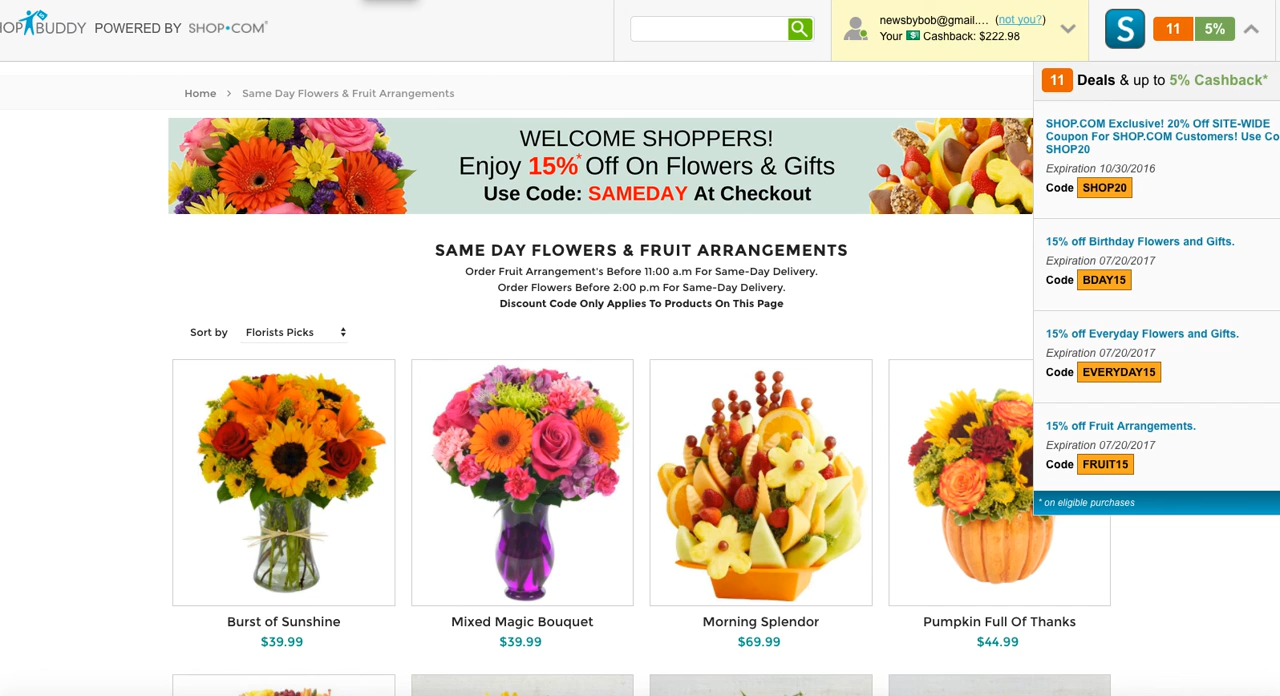 HOP BUDDY POWERED BY SHOP•COM®
newsbybob@gmail.... (not you?)
Your Cashback: $222.98
S
11 5%
11 Deals & up to 5% Cashback*
Home > Same Day Flowers & Fruit Arrangements
WELCOME SHOPPERS!
Enjoy 15%* Off On Flowers & Gifts
Use Code: SAMEDAY At Checkout
SHOP.COM Exclusive! 20% Off SITE-WIDE
Coupon For SHOP.COM Customers! Use Co
SHOP20
Expiration 10/30/2016
Code SHOP20
15% off Birthday Flowers and Gifts.
Expiration 07/20/2017
Code BDAY15
15% off Everyday Flowers and Gifts.
Expiration 07/20/2017
Code EVERYDAY15
15% off Fruit Arrangements.
Expiration 07/20/2017
Code FRUIT15
* on eligible purchases
SAME DAY FLOWERS & FRUIT ARRANGEMENTS
Order Fruit Arrangement's Before 11:00 a.m For Same-Day Delivery.
Order Flowers Before 2:00 p.m For Same-Day Delivery.
Discount Code Only Applies To Products On This Page
Sort by Florists Picks
Burst of Sunshine
$39.99
Mixed Magic Bouquet
$39.99
Morning Splendor
$69.99
Pumpkin Full Of Thanks
$44.99